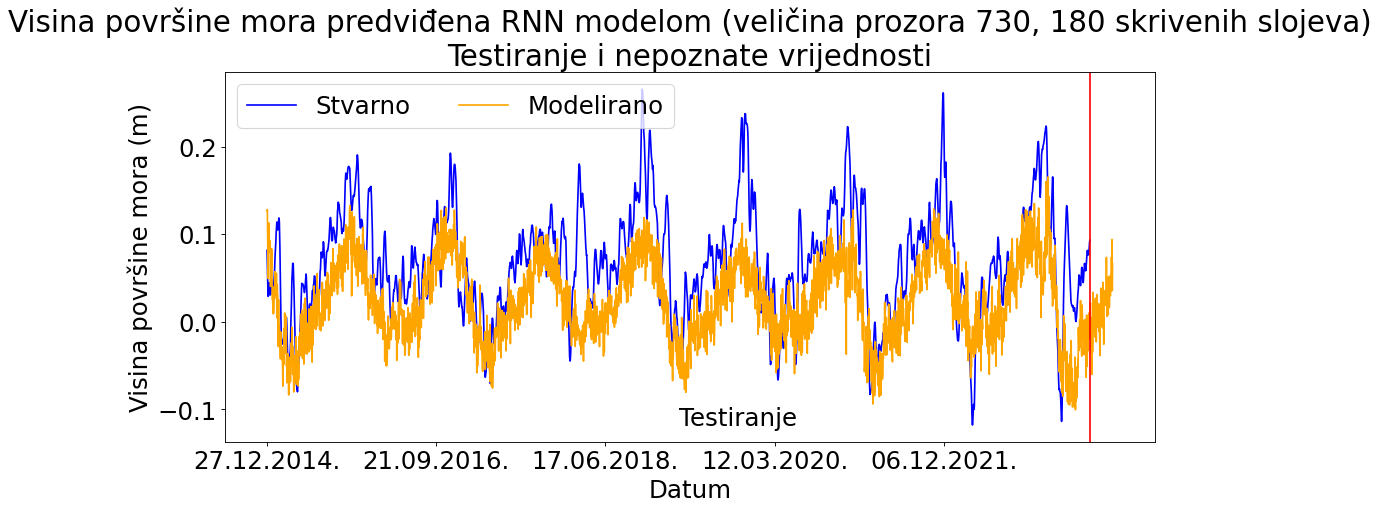 Visina površine mora predviđena RNN modelom (veličina prozora 730, 180 skrivenih slojeva)
Testiranje i nepoznate vrijednosti
Stvarno Modelirano
Visina površine mora (m)
0.2
0.1
0.0
−0.1
Testiranje
27.12.2014. 21.09.2016. 17.06.2018. 12.03.2020. 06.12.2021.
Datum